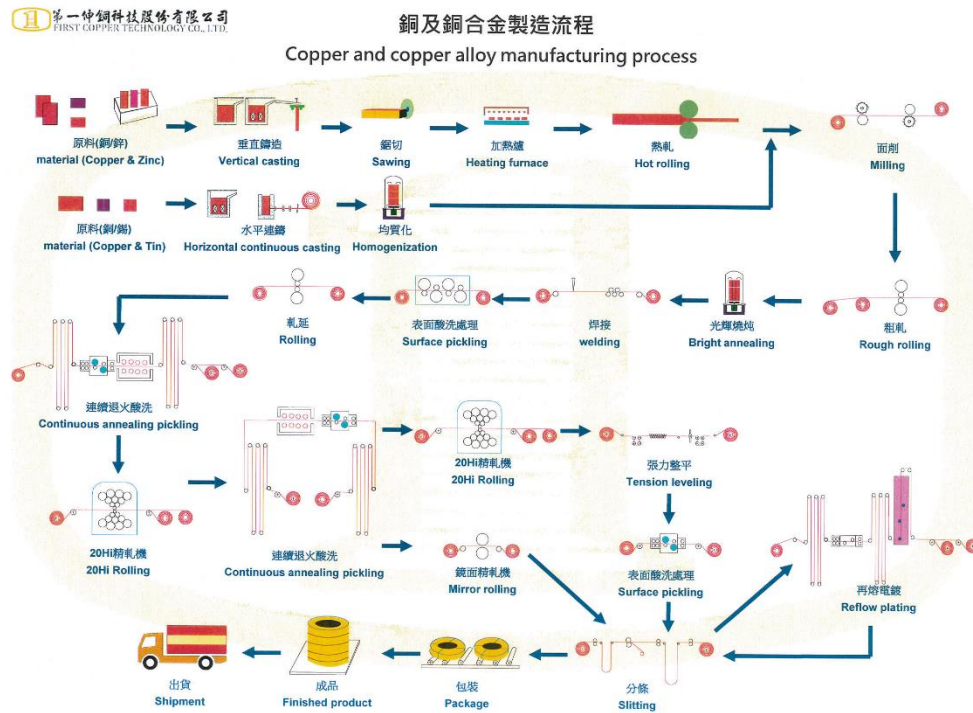 第一伸銅科技股份有限公司
FIRST COPPER TECHNOLOGY CO., LTD.
銅及銅合金製造流程
Copper and copper alloy manufacturing process
原料(銅/鋅)
material (Copper & Zinc)
垂直鑄造
Vertical casting
鋸切
Sawing
加熱爐
Heating furnace
熱軋
Hot rolling
面削
Milling
原料(銅/錫)
material (Copper & Tin)
水平連鑄
Horizontal continuous casting
均質化
Homogenization
軋延
Rolling
表面酸洗處理
Surface pickling
焊接
welding
光輝燒炖
Bright annealing
粗軋
Rough rolling
連續退火酸洗
Continuous annealing pickling
20Hi精軋機
20Hi Rolling
張力整平
Tension leveling
20Hi精軋機
20Hi Rolling
連續退火酸洗
Continuous annealing pickling
鏡面精軋機
Mirror rolling
表面酸洗處理
Surface pickling
再熔電鍍
Reflow plating
出貨
Shipment
成品
Finished product
包裝
Package
分條
Slitting